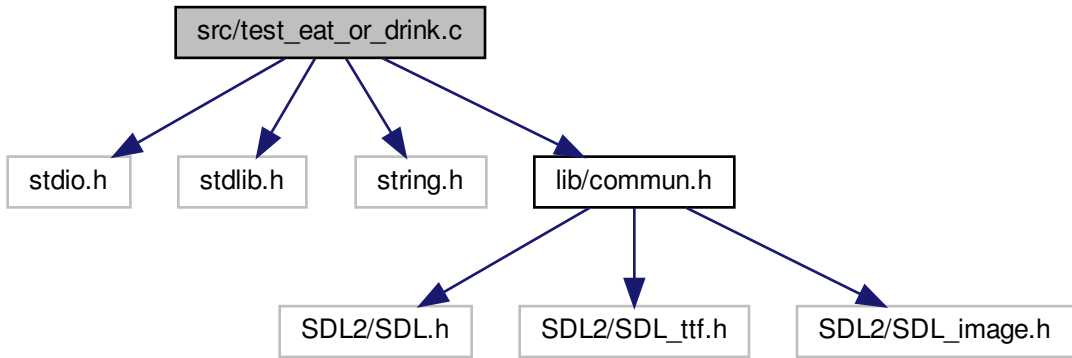 src/test_eat_or_drink.c
stdio.h
stdlib.h
string.h
lib/commun.h
SDL2/SDL.h
SDL2/SDL_ttf.h
SDL2/SDL_image.h